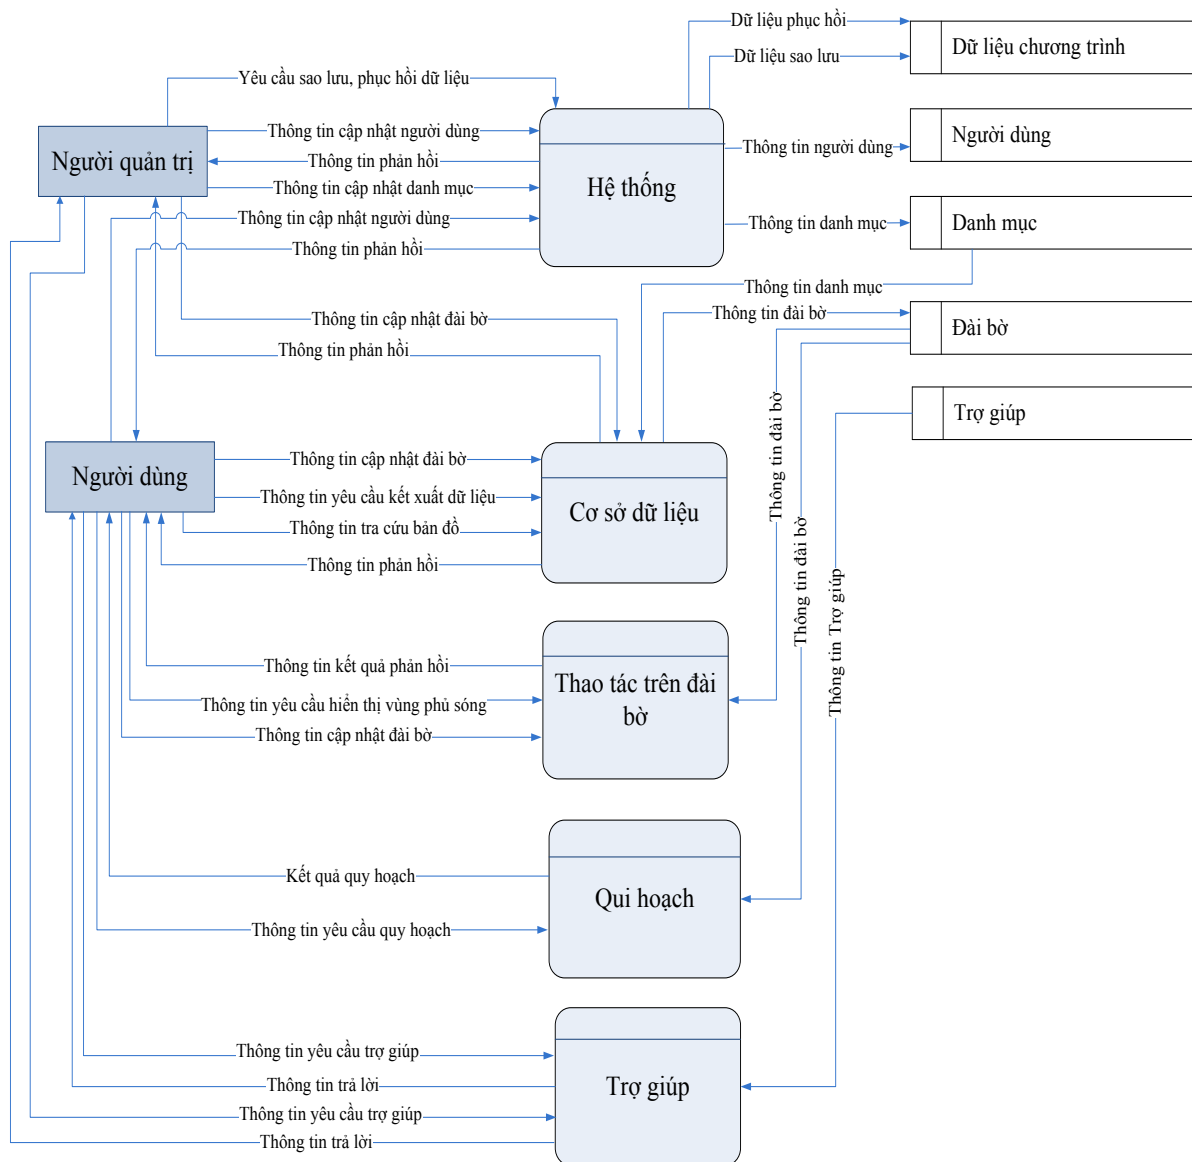 Dữ liệu phục hồi
Dữ liệu chương trình
Dữ liệu sao lưu
Yêu cầu sao lưu, phục hồi dữ liệu
Thông tin cập nhật người dùng
Người dùng
Thông tin người dùng
Người quản trị
Thông tin phản hồi
Hệ thống
Thông tin cập nhật danh mục
Thông tin cập nhật người dùng
Thông tin danh mục
Danh mục
Thông tin phản hồi
Thông tin danh mục
Thông tin đài bờ
Thông tin cập nhật đài bờ
Đài bờ
Thông tin phản hồi
Trợ giúp
Thông tin đài bờ
Thông tin đài bờ
Thông tin Trợ giúp
Thông tin cập nhật đài bờ
Người dùng
Thông tin yêu cầu kết xuất dữ liệu
Cơ sở dữ liệu
Thông tin tra cứu bản đồ
Thông tin phản hồi
Thông tin kết quả phản hồi
Thao tác trên đài
bờ
Thông tin yêu cầu hiển thị vùng phủ sóng
Thông tin cập nhật đài bờ
Kết quả quy hoạch
Qui hoạch
Thông tin yêu cầu quy hoạch
Thông tin yêu cầu trợ giúp
Thông tin trả lời
Trợ giúp
Thông tin yêu cầu trợ giúp
Thông tin trả lời